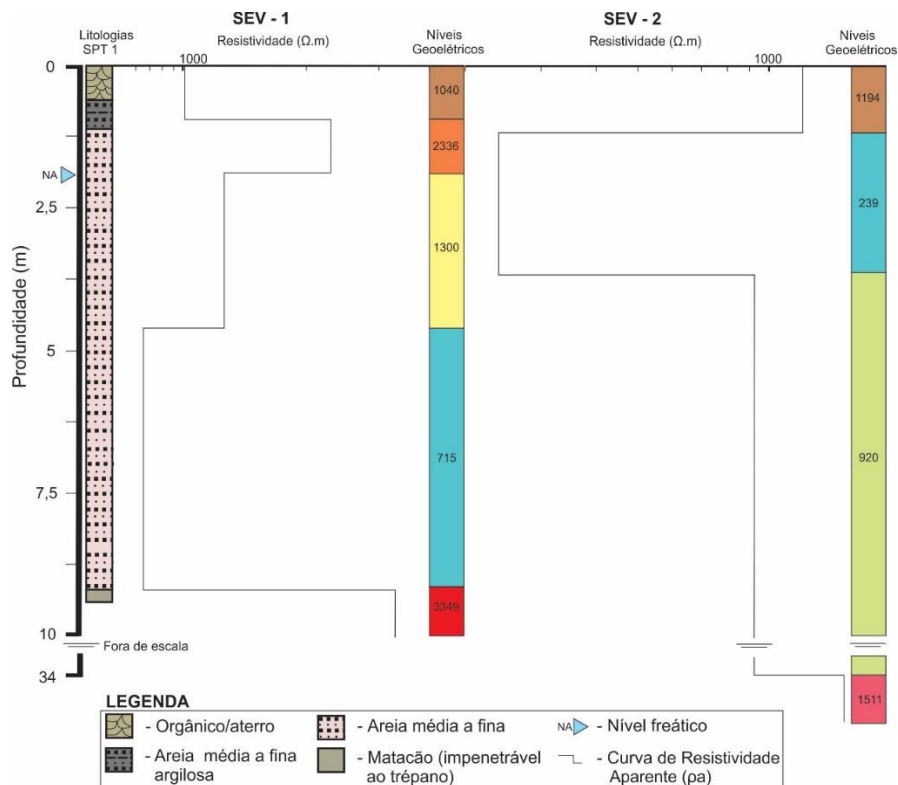 SEV - 1
SEV - 2
Litologias
SPT 1
Resistividade (Ω.m)
Níveis
Geoelétricos
Resistividade (Ω.m)
Níveis
Geoelétricos
1000
1000
0
1040
1194
2336
NA
239
2,5
1300
Profundidade (m)
5
715
920
7,5
3349
10
Fora de escala
34
1511
LEGENDA
- Orgânico/aterro
- Areia média a fina
NA
- Nível freático
- Areia média a fina
argilosa
- Matacão (impenetrável
ao trépano)
- Curva de Resistividade
Aparente (ρa)